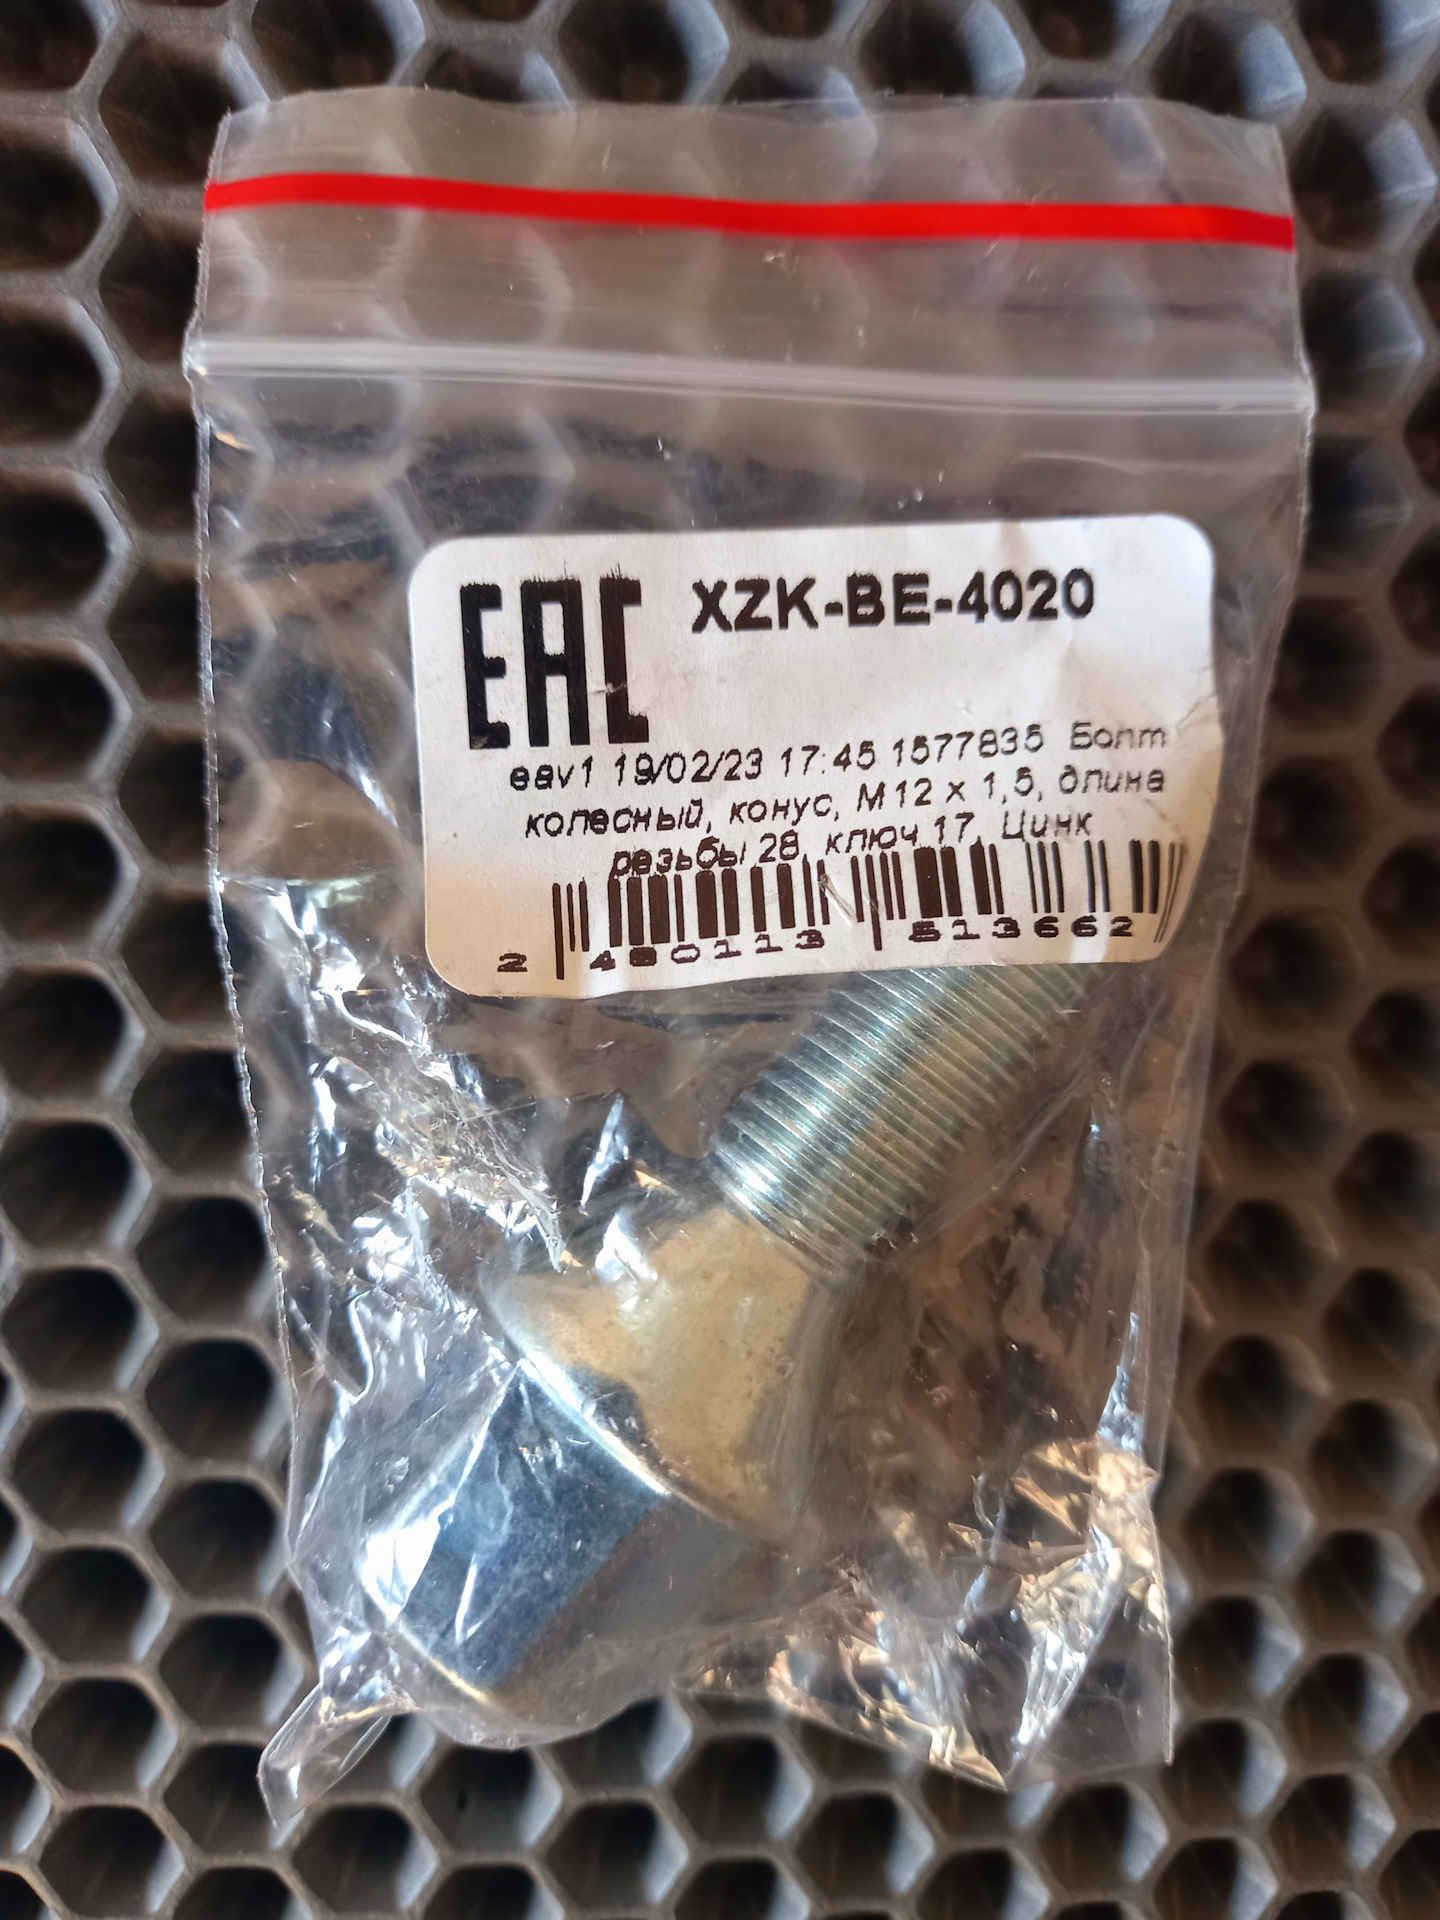 EAC XZK-BE-4020
eav1 19/02/23 17:45 1577835 Болт
колесный, конус, М12 x 1,5, длина
резьбы 28, ключ 17, Цинк
2 480113 513662